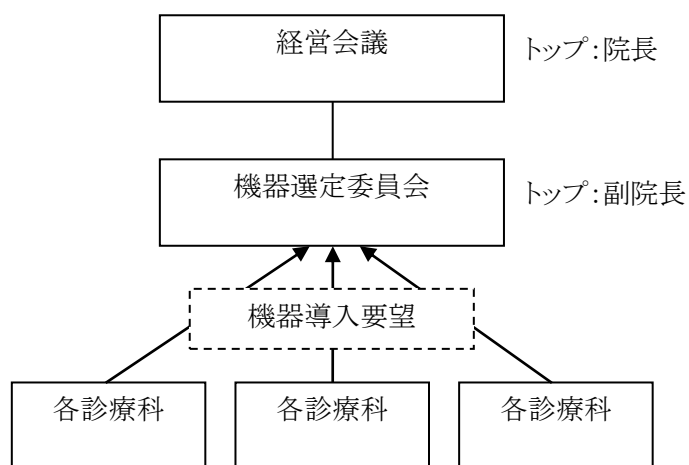 経営会議
トップ：院長
機器選定委員会
トップ：副院長
機器導入要望
各診療科
各診療科
各診療科